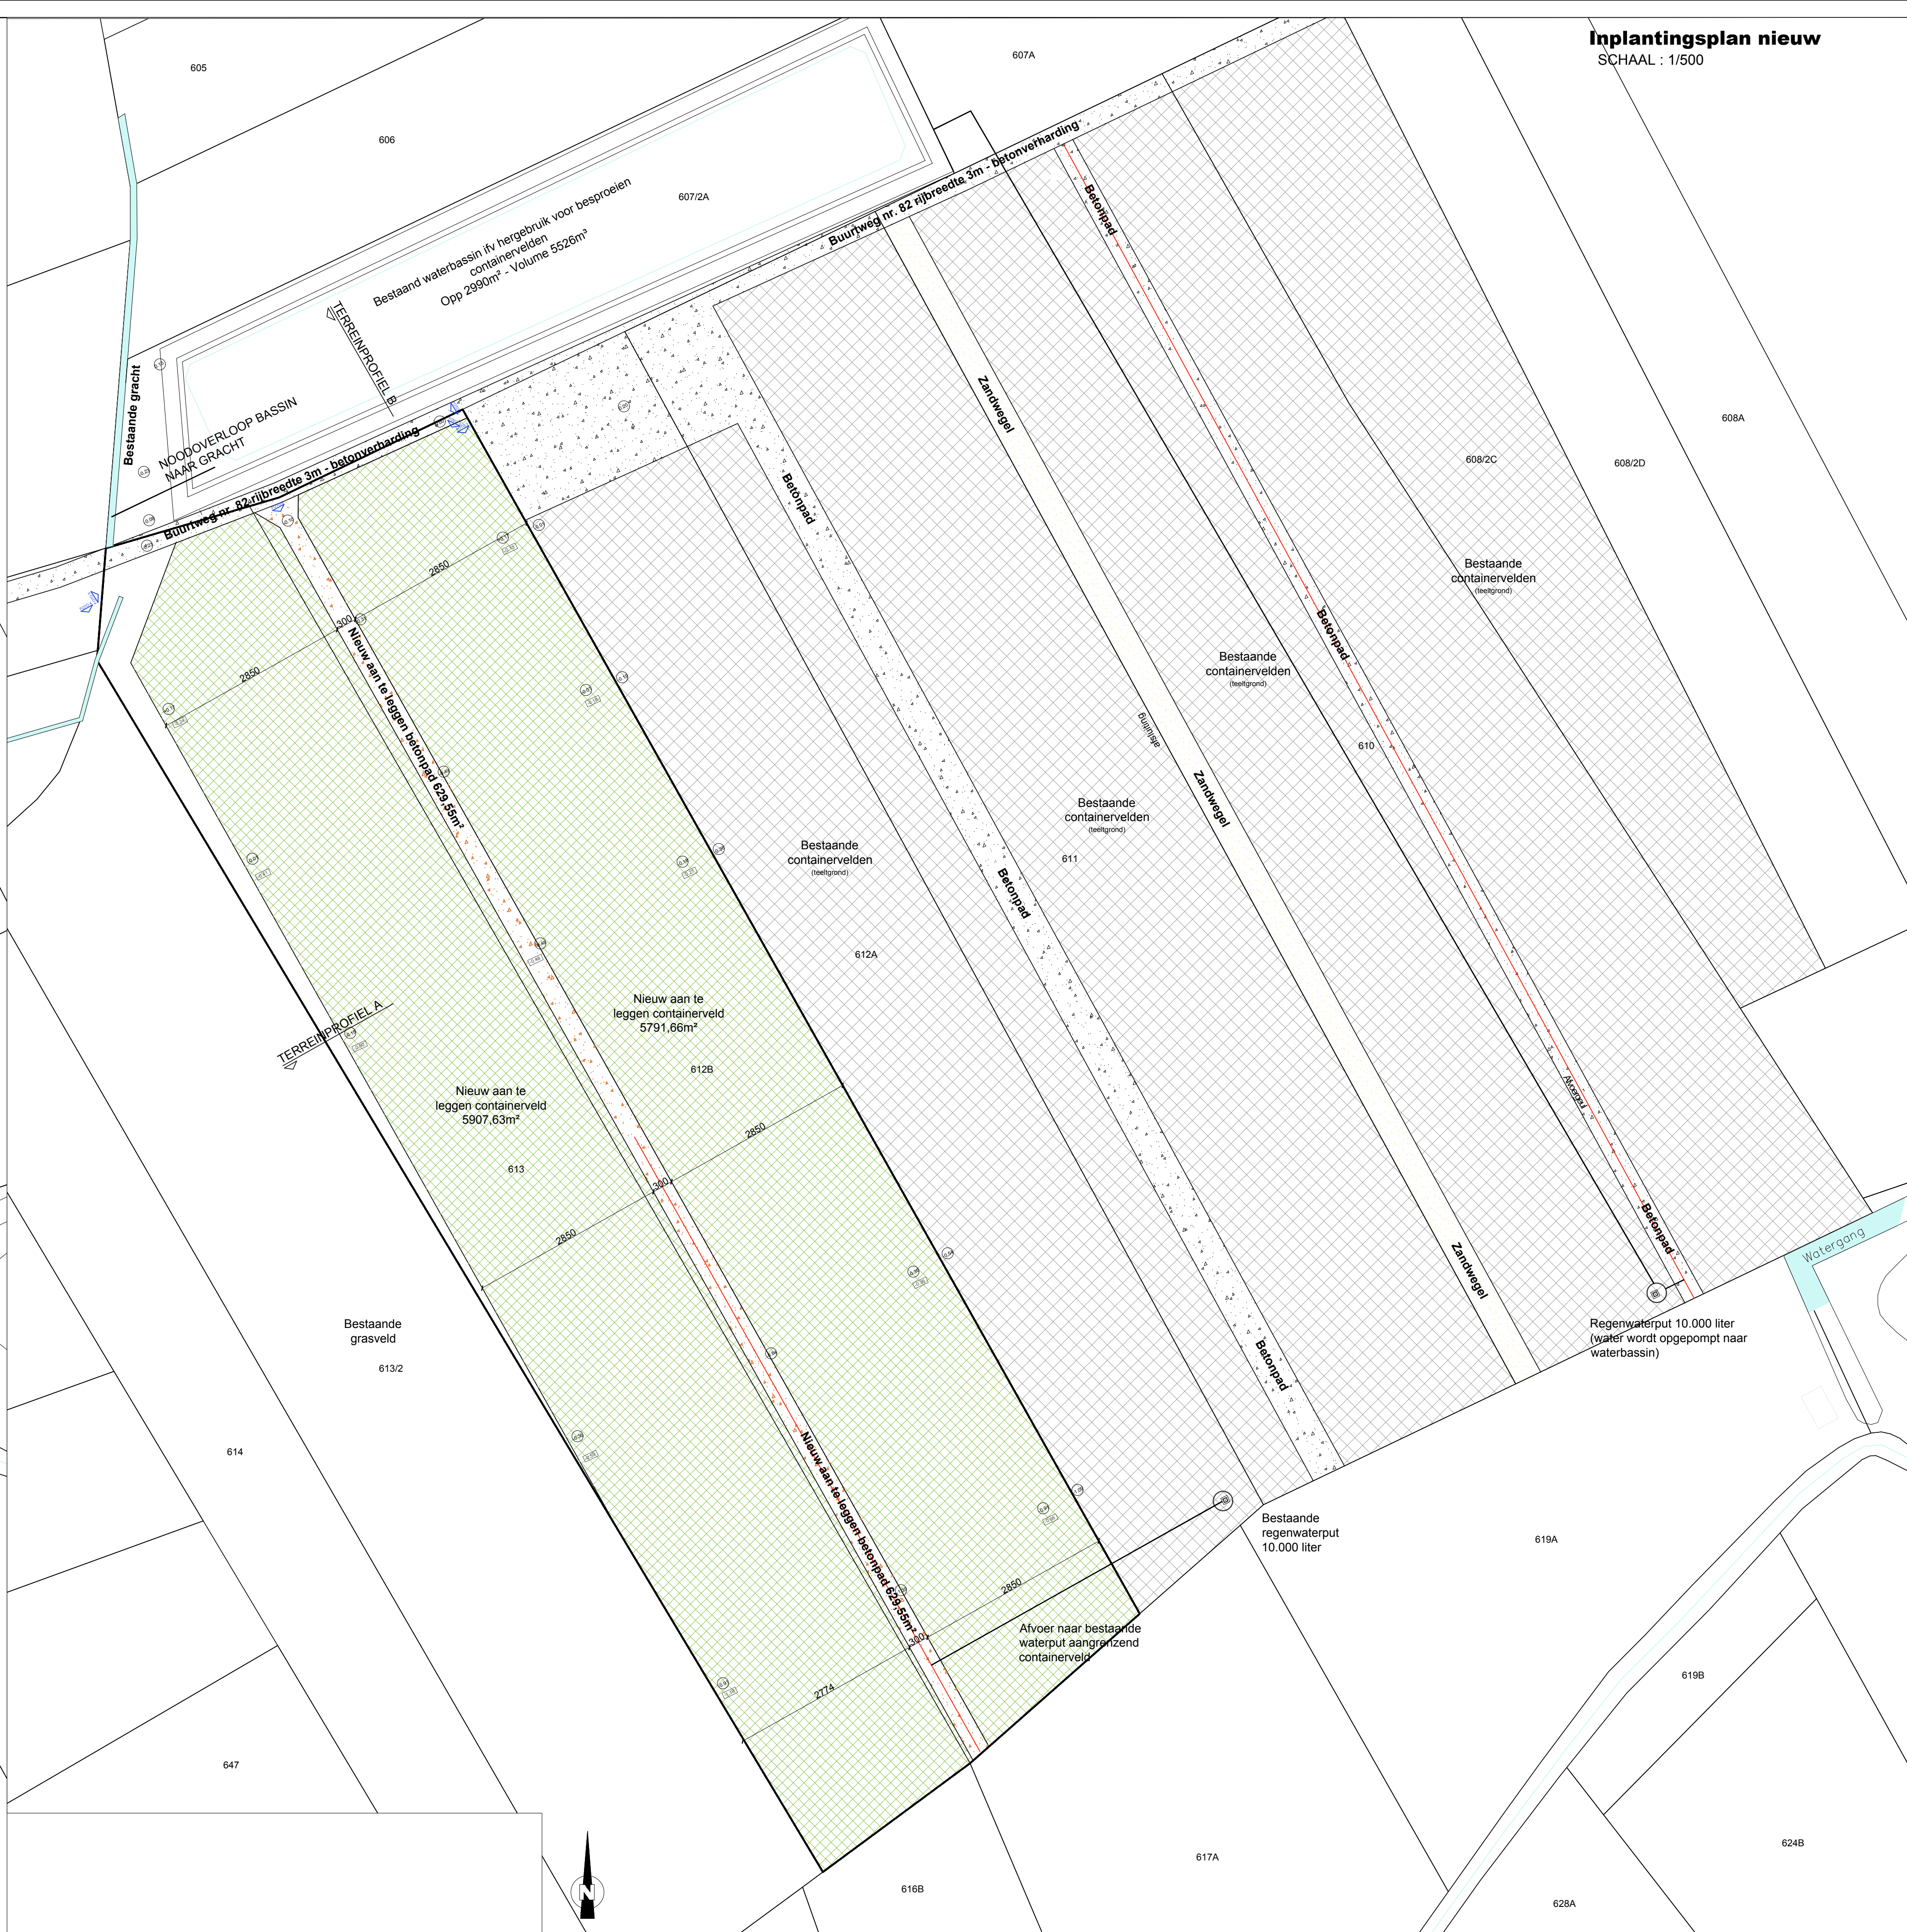 Inplantingsplan nieuw
SCHAAL : 1/500
605
606
607A
607/2A
Bestaand waterbassin ifv hergebruik voor besproeien
containervelden
Opp 2990m² - Volume 5526m³
TERREINPROFIEL B
Buurtweg nr. 82 rijbreedte 3m - betonverharding
Bestaande gracht
NOODOVERLOOP BASSIN
NAAR GRACHT
Buurtweg nr. 82 rijbreedte 3m - betonverharding
Betonpad
Zandwegel
Betonpad
608A
608/2C
608/2D
Bestaande
containervelden
(teeltgrond)
Betonpad
Bestaande
containervelden
(teeltgrond)
610
afsluiting
Zandwegel
Bestaande
containervelden
(teeltgrond)
611
Bestaande
containervelden
(teeltgrond)
Betonpad
612A
2850
300
2850
Nieuw aan te leggen betonpad 629,55m²
Nieuw aan te
leggen containerveld
5791,66m²
612B
TERREINPROFIEL A
Nieuw aan te
leggen containerveld
5907,63m²
613
2850
300
2850
Afvoergeul
Betonpad
Watergang
Zandwegel
Regenwaterput 10.000 liter
(water wordt opgepompt naar
waterbassin)
Bestaande
grasveld
613/2
Betonpad
614
Nieuw aan te leggen betonpad 629,55m²
Bestaande
regenwaterput
10.000 liter
619A
2850
300
2774
Afvoer naar bestaande
waterput aangrenzend
containerveld
619B
647
617A
616B
624B
628A
N